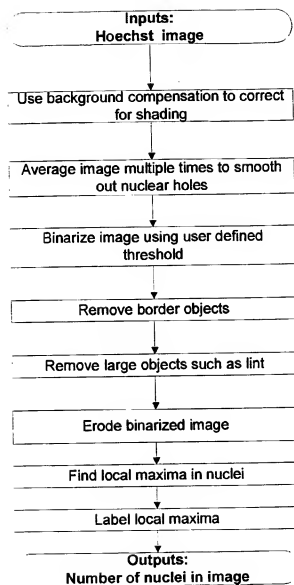 Inputs:
Hoechst image
Use background compensation to correct
for shading
Average image multiple times to smooth
out nuclear holes
Binarize image using user defined
threshold
Remove border objects
Remove large objects such as lint
Erode binarized image
Find local maxima in nuclei
Label local maxima
Outputs:
Number of nuclei in image